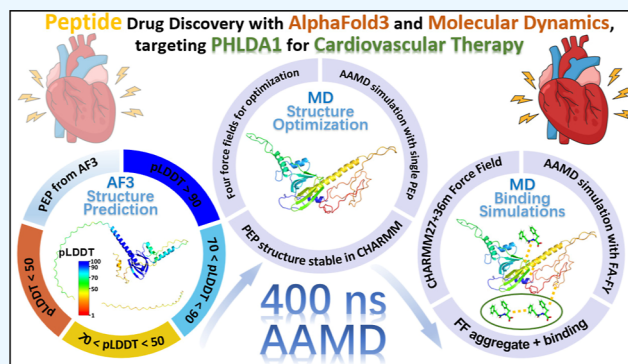 Peptide Drug Discovery with AlphaFold3 and Molecular Dynamics,
targeting PHLDA1 for Cardiovascular Therapy
PEP from AF3
pLDDT > 90
70 < pLDDT > 90
70 < pLDDT < 50
pLDDT < 50
AF3
Structure
Prediction
pLDDT
100
90
70
50
1
Four force fields for optimization
AAMD simulation with single PEP
PEP structure stable in CHARMM
MD
Structure
Optimization
400 ns
AAMD
CHARMM27+36m Force Field
AAMD simulation with FA-FY
FF aggregate + binding
MD
Binding
Simulations